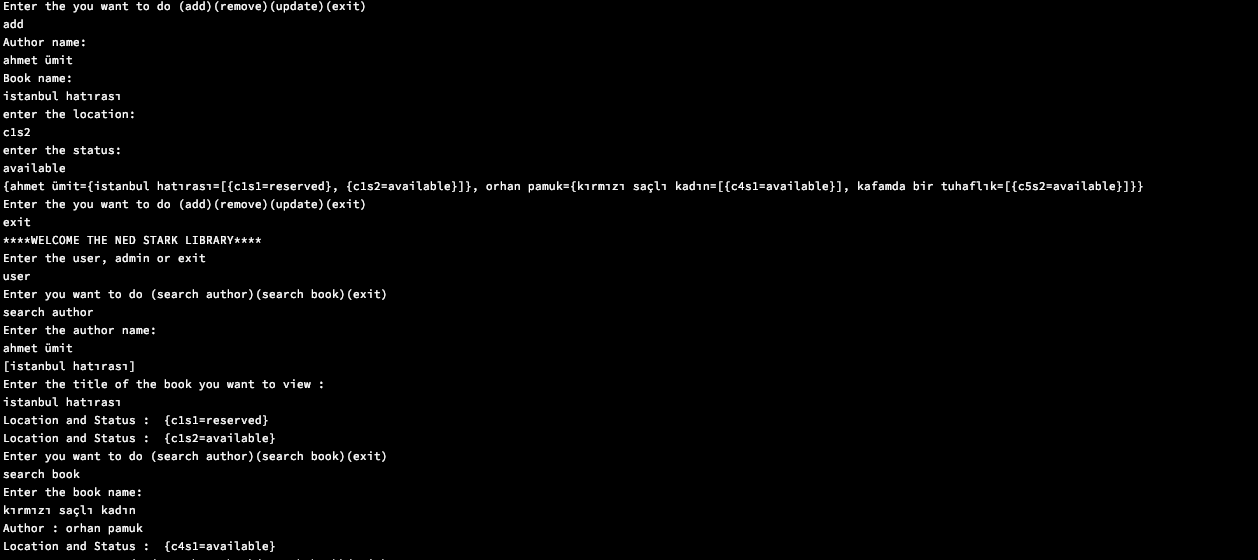 Enter the you want to do (add)(remove)(update)(exit)
add
Author name:
ahmet ümit
Book name:
istanbul hatırası
enter the location:
c1s2
enter the status:
available
{ahmet ümit={istanbul hatırası=[{c1s1=reserved}, {c1s2=available}]}, orhan pamuk={kırmızı saçlı kadın=[{c4s1=available}], kafamda bir tuhaflık=[{c5s2=available}]}}
Enter the you want to do (add)(remove)(update)(exit)
exit
****WELCOME THE NED STARK LIBRARY****
Enter the user, admin or exit
user
Enter you want to do (search author)(search book)(exit)
search author
Enter the author name:
ahmet ümit
[istanbul hatırası]
Enter the title of the book you want to view :
istanbul hatırası
Location and Status :  {c1s1=reserved}
Location and Status :  {c1s2=available}
Enter you want to do (search author)(search book)(exit)
search book
Enter the book name:
kırmızı saçlı kadın
Author : orhan pamuk
Location and Status :  {c4s1=available}